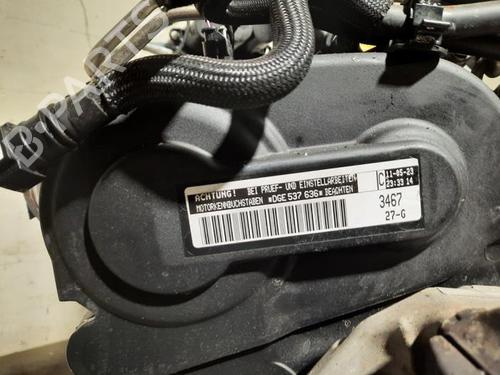 B-PARTS
ACHTUNG! BEI PRUEF- UND EINSTELLARBEITEN
MOTORKENNBUCHSTABEN *DGE 537 636* BEACHTEN
C 11-05-23
23:33 14
3467
27-G